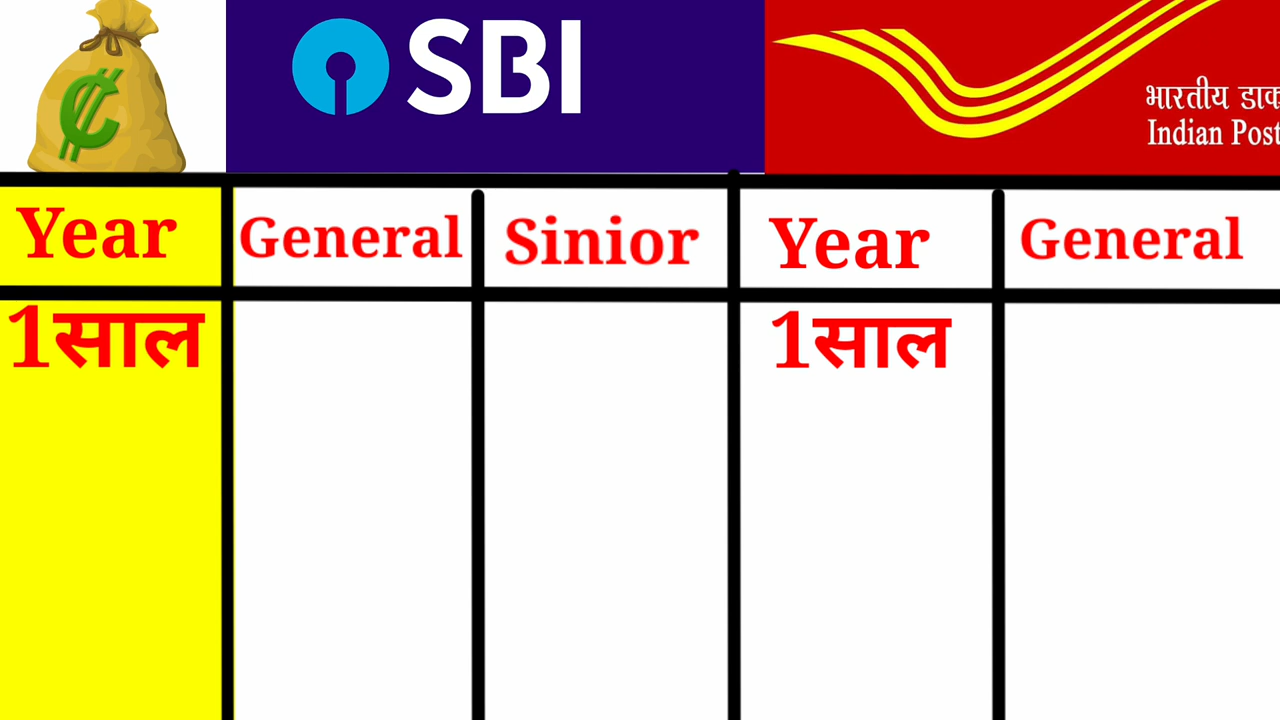 SBI
भारतीय डाक
Indian Post
Year General Sinior Year General
1साल 1साल